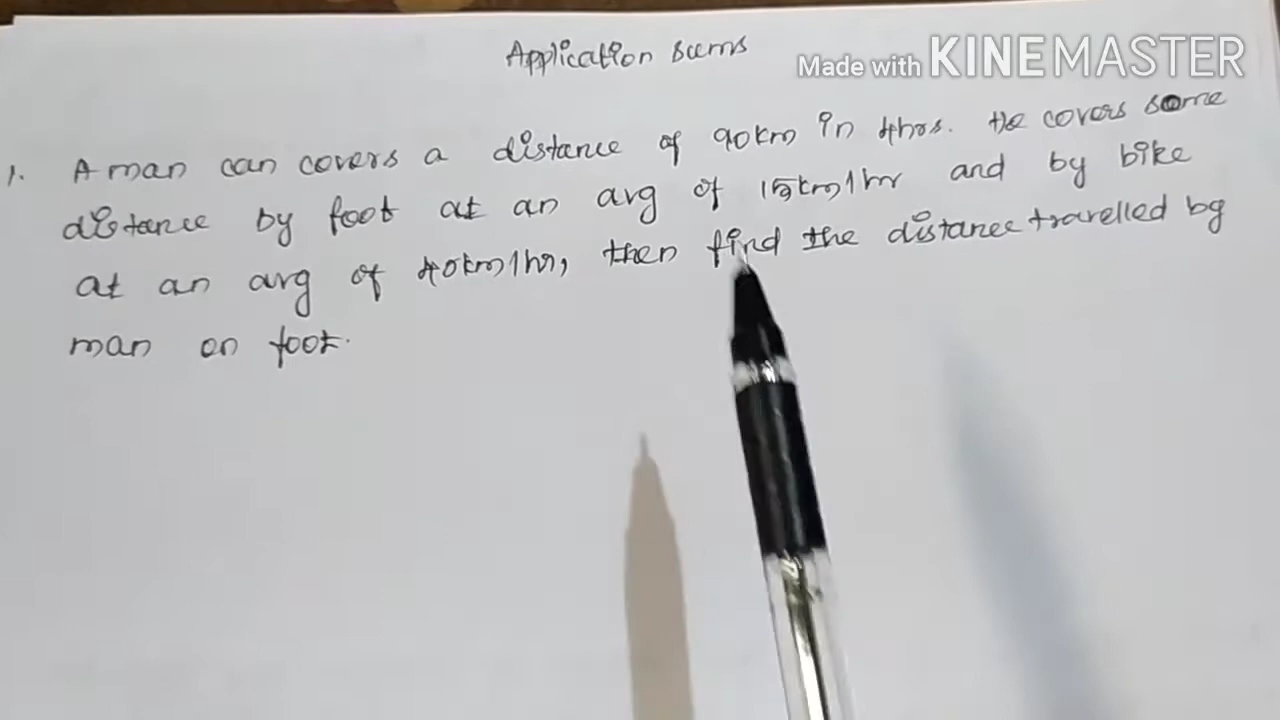 Application sums
Made with KINEMASTER
1. A man can covers a distance of 90km in 4hrs. He covers some
distance by foot at an avg of 15km/hr and by bike
at an avg of 40km/hr, then find the distance travelled by
man on foot.